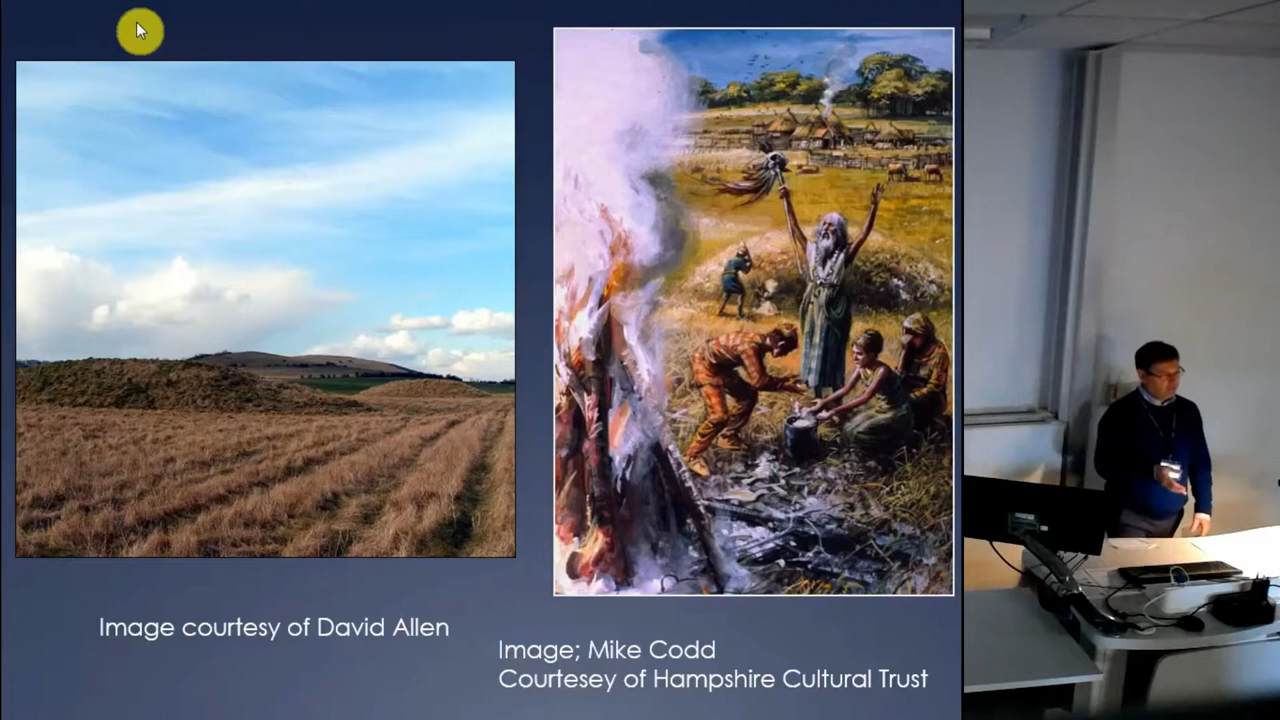 Image courtesy of David Allen
Image; Mike Codd
Courtesey of Hampshire Cultural Trust